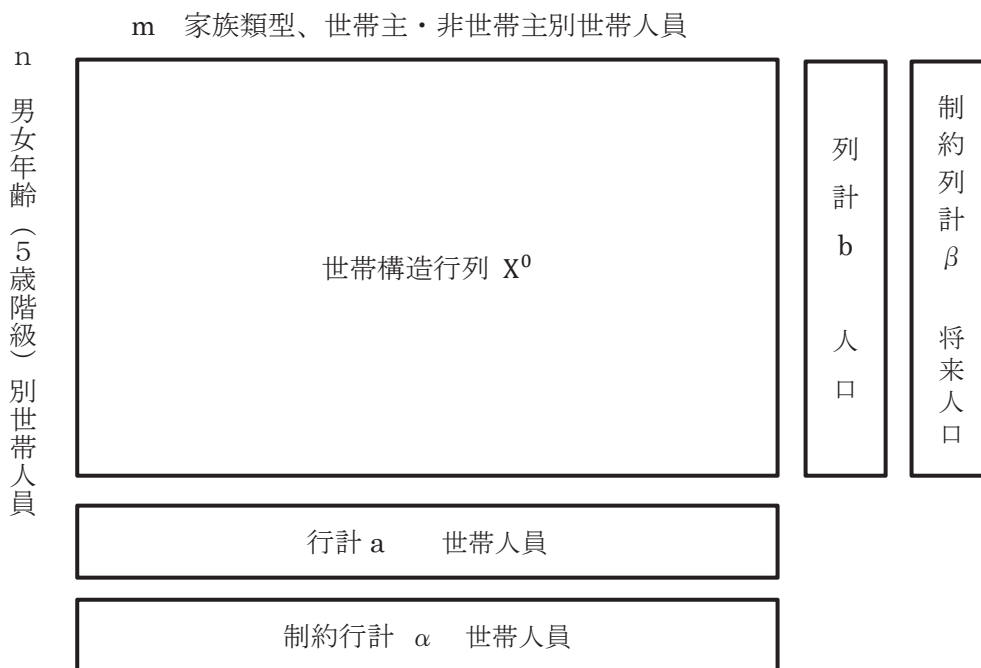 m 家族類型、世帯主・非世帯主別世帯人員
n 男女年齢（５歳階級）別世帯人員
世帯構造行列 X⁰
列計b 人口
制約列計β 将来人口
行計 a 世帯人員
制約行計 α 世帯人員